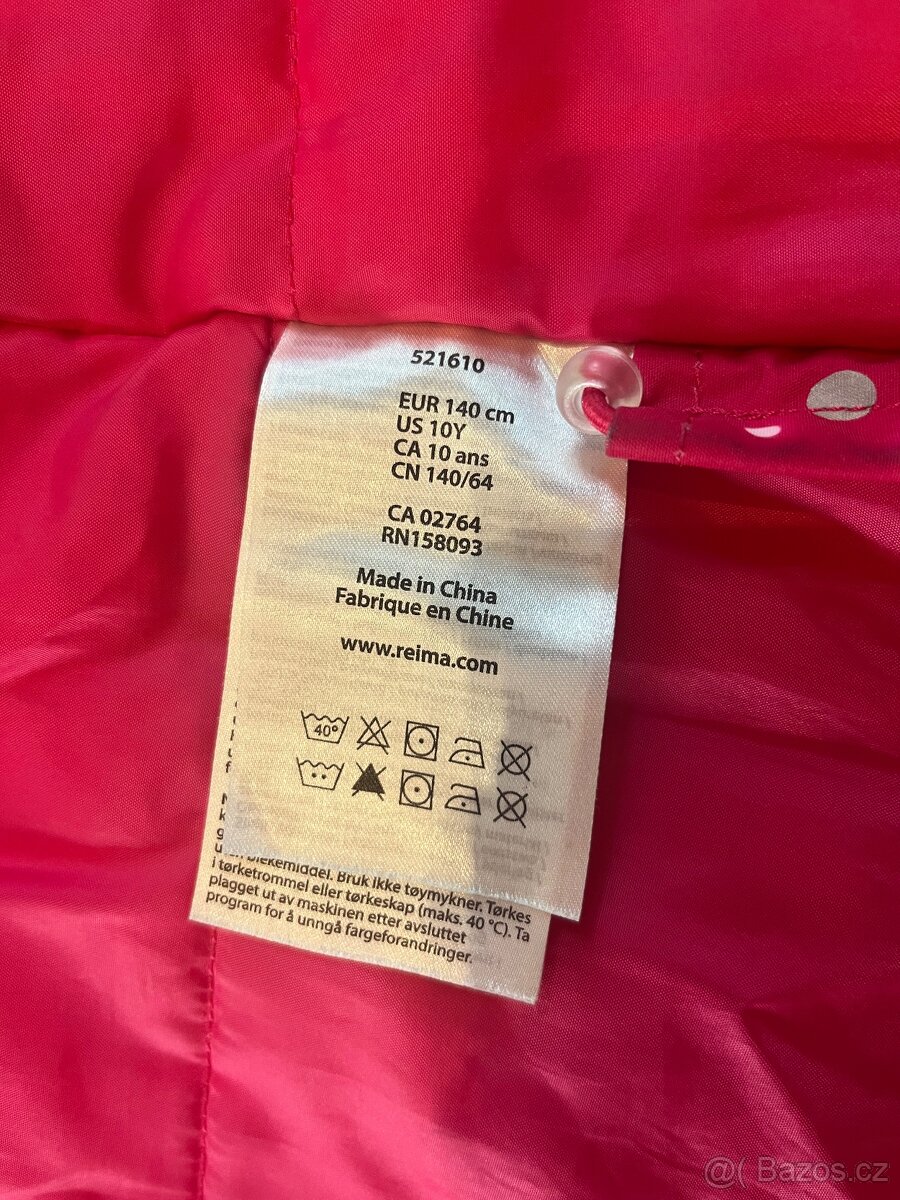 521610
EUR 140 cm
US 10Y
CA 10 ans
CN 140/64
CA 02764
RN158093
Made in China
Fabrique en Chine
www.reima.com
40°
blekemiddel. Bruk ikke tøymykner. Tørkes
i tørketrommel eller tørkeskap (maks. 40 °C). Ta
plagget ut av maskinen etter avsluttet
program for å unngå fargeforandringer.
@( Bazos.cz